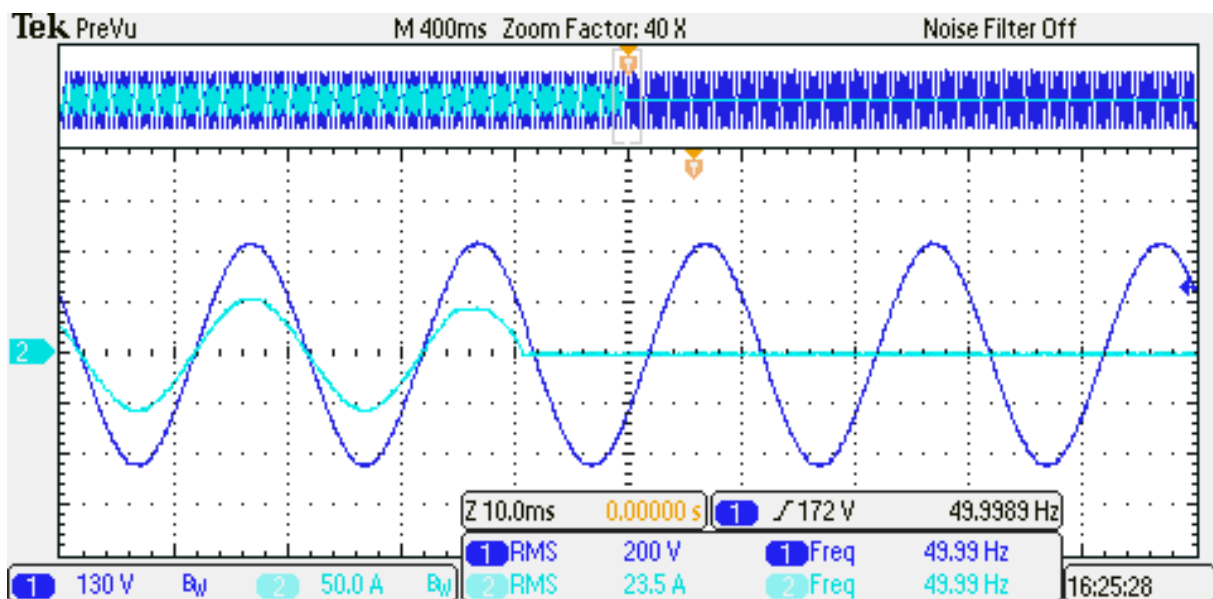 Tek PreVu M 400ms Zoom Factor: 40 X Noise Filter Off
T
T
2
Z 10.0ms 0.00000 s 1 172 V 49.9989 Hz
1 RMS 200 V 1 Freq 49.99 Hz
1 130 V BW 2 50.0 A BW 2 RMS 23.5 A 2 Freq 49.99 Hz 16:25:28